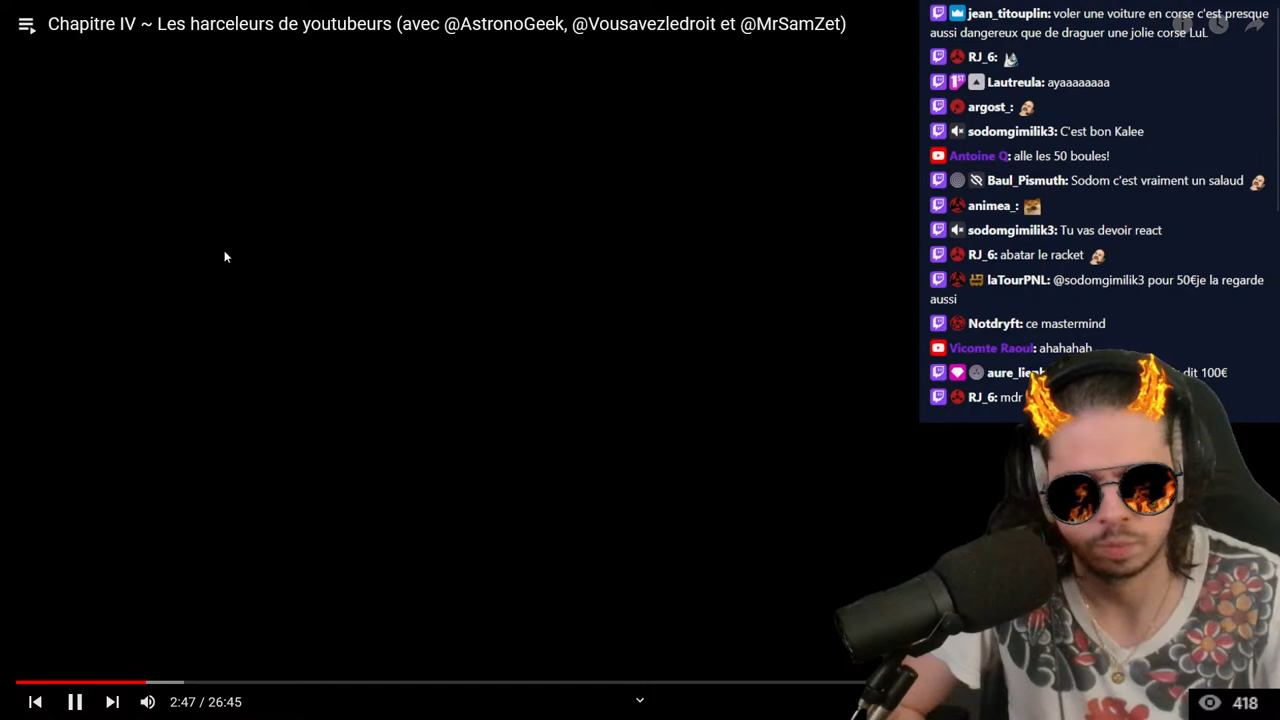 Chapitre IV ~ Les harceleurs de youtubeurs (avec @AstronoGeek, @Vousavezledroit et @MrSamZet)
jean_titouplin: voler une voiture en corse c'est presque
aussi dangereux que de draguer une jolie corse LuL
RJ_6:
1ST Lautreula: ayaaaaaaaa
argost_:
sodomgimilik3: C'est bon Kalee
Antoine Q: alle les 50 boules!
Baul_Pismuth: Sodom c'est vraiment un salaud
animea_:
sodomgimilik3: Tu vas devoir react
RJ_6: abatar le racket
laTourPNL: @sodomgimilik3 pour 50€je la regarde
aussi
Notdryft: ce mastermind
Vicomte Raoul: ahahahah
dit 100€
RJ_6: mdr
2:47 / 26:45
418